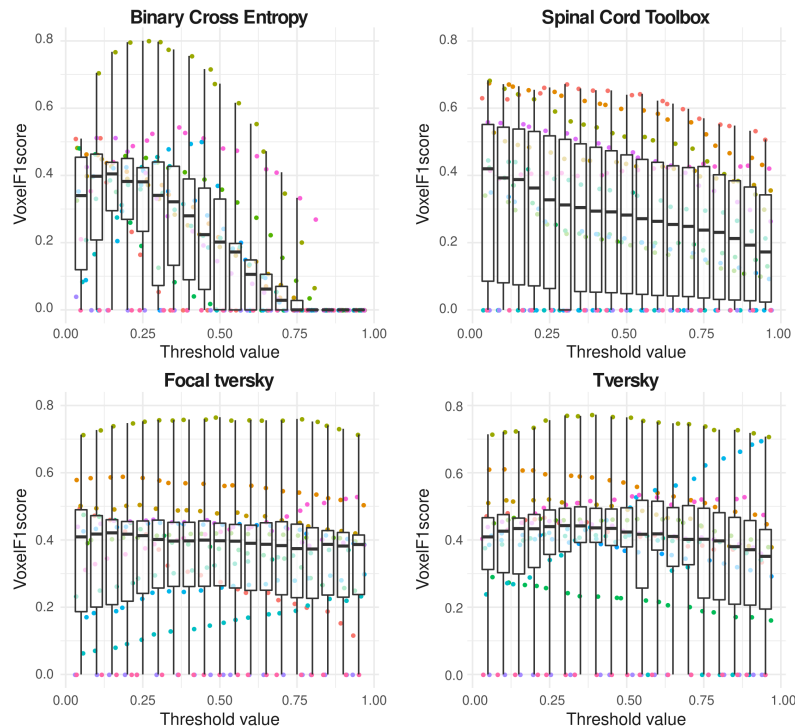 Binary Cross Entropy
VoxelF1score
0.8
0.6
0.4
0.2
0.0
0.00 0.25 0.50 0.75 1.00
Threshold value
Spinal Cord Toolbox
VoxelF1score
0.8
0.6
0.4
0.2
0.0
0.00 0.25 0.50 0.75 1.00
Threshold value
Focal tversky
VoxelF1score
0.8
0.6
0.4
0.2
0.0
0.00 0.25 0.50 0.75 1.00
Threshold value
Tversky
VoxelF1score
0.8
0.6
0.4
0.2
0.0
0.00 0.25 0.50 0.75 1.00
Threshold value